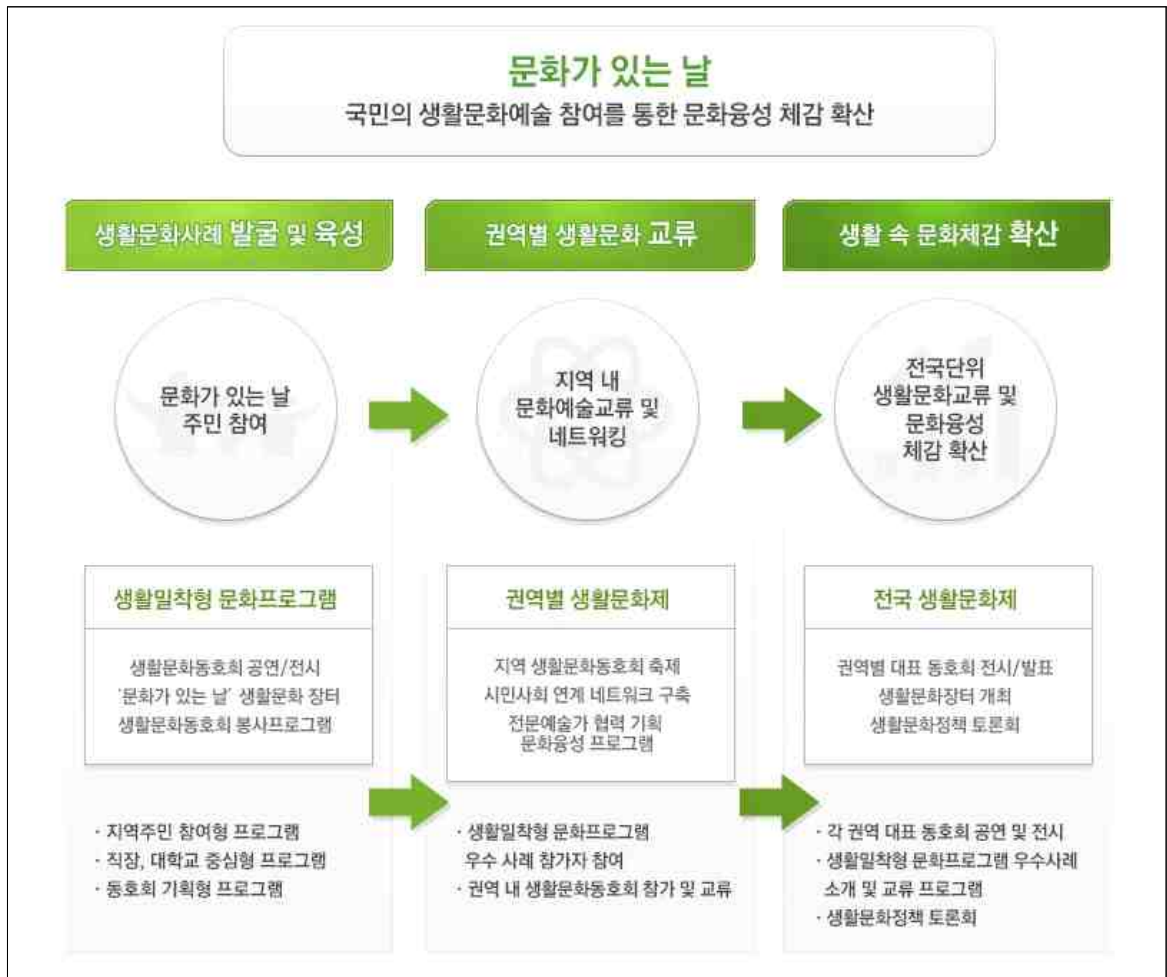 문화가 있는 날
국민의 생활문화예술 참여를 통한 문화융성 체감 확산
생활문화사례 발굴 및 육성
권역별 생활문화 교류
생활 속 문화체감 확산
문화가 있는 날
주민 참여
지역 내
문화예술교류 및
네트워킹
전국단위
생활문화교류 및
문화융성
체감 확산
생활밀착형 문화프로그램
생활문화동호회 공연/전시
'문화가 있는 날' 생활문화 장터
생활문화동호회 봉사프로그램
권역별 생활문화제
지역 생활문화동호회 축제
시민사회 연계 네트워크 구축
전문예술가 협력 기획
문화융성 프로그램
전국 생활문화제
권역별 대표 동호회 전시/발표
생활문화장터 개최
생활문화정책 토론회
· 지역주민 참여형 프로그램
· 직장, 대학교 중심형 프로그램
· 동호회 기획형 프로그램
· 생활밀착형 문화프로그램
우수 사례 참가자 참여
· 권역 내 생활문화동호회 참가 및 교류
· 각 권역 대표 동호회 공연 및 전시
· 생활밀착형 문화프로그램 우수사례
소개 및 교류 프로그램
· 생활문화정책 토론회